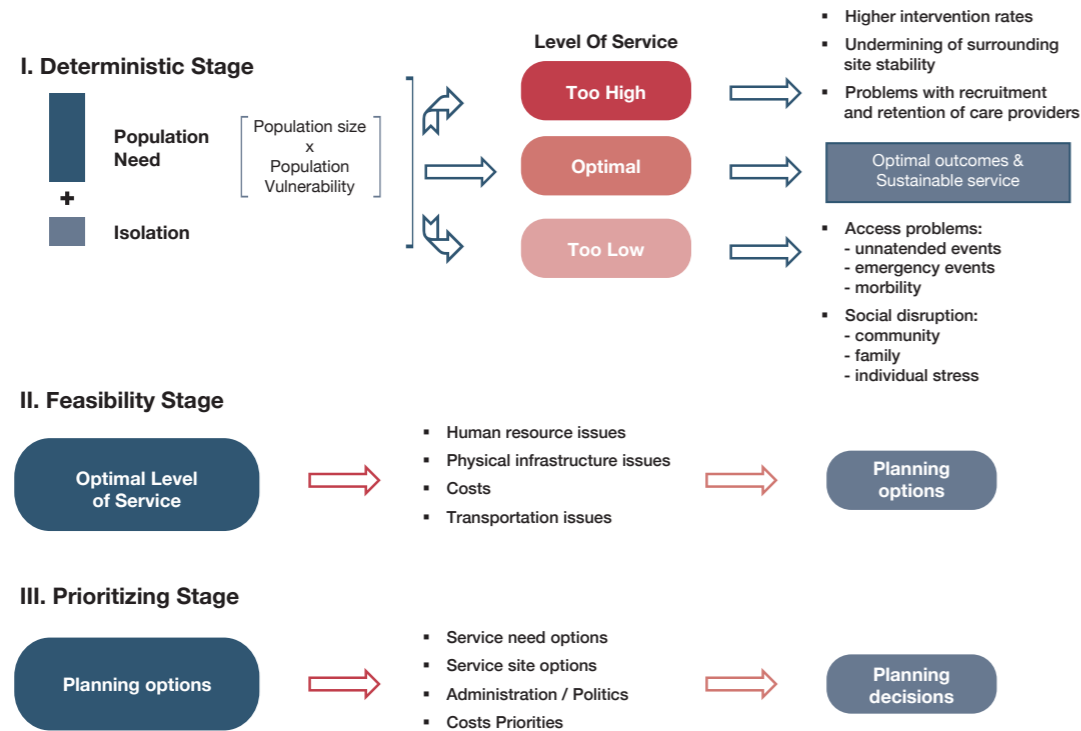 I. Deterministic Stage
Population
Need
+
Isolation
Population size
x
Population
Vulnerability
Level Of Service
Too High
Optimal
Too Low
▪ Higher intervention rates
▪ Undermining of surrounding
site stability
▪ Problems with recruitment
and retention of care providers
Optimal outcomes &
Sustainable service
▪ Access problems:
- unnatended events
- emergency events
- morbility
▪ Social disruption:
- community
- family
- individual stress
II. Feasibility Stage
Optimal Level
of Service
▪ Human resource issues
▪ Physical infrastructure issues
▪ Costs
▪ Transportation issues
Planning
options
III. Prioritizing Stage
Planning options
▪ Service need options
▪ Service site options
▪ Administration / Politics
▪ Costs Priorities
Planning
decisions